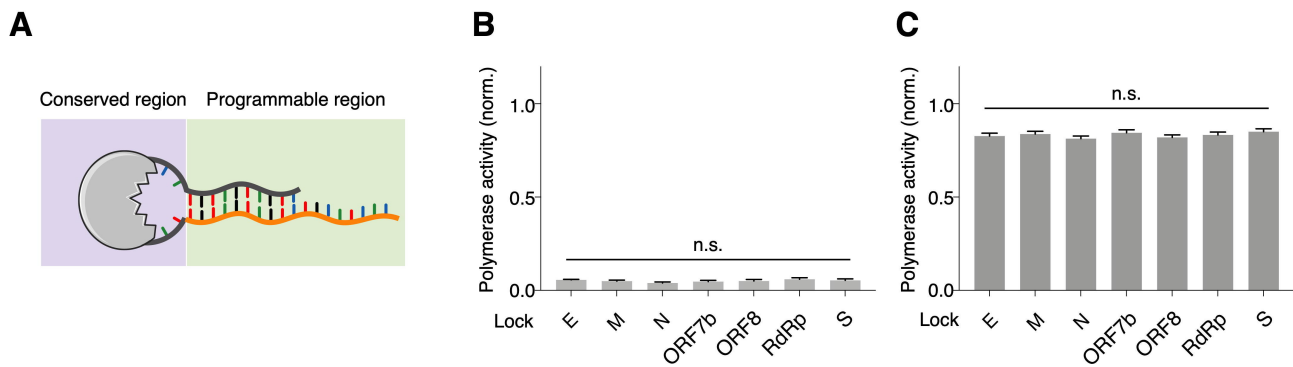 A
Conserved region
Programmable region
B
Polymerase activity (norm.)
1.0
0.5
0.0
n.s.
Lock
E
M
N
ORF7b
ORF8
RdRp
S
C
Polymerase activity (norm.)
1.0
0.5
0.0
n.s.
Lock
E
M
N
ORF7b
ORF8
RdRp
S